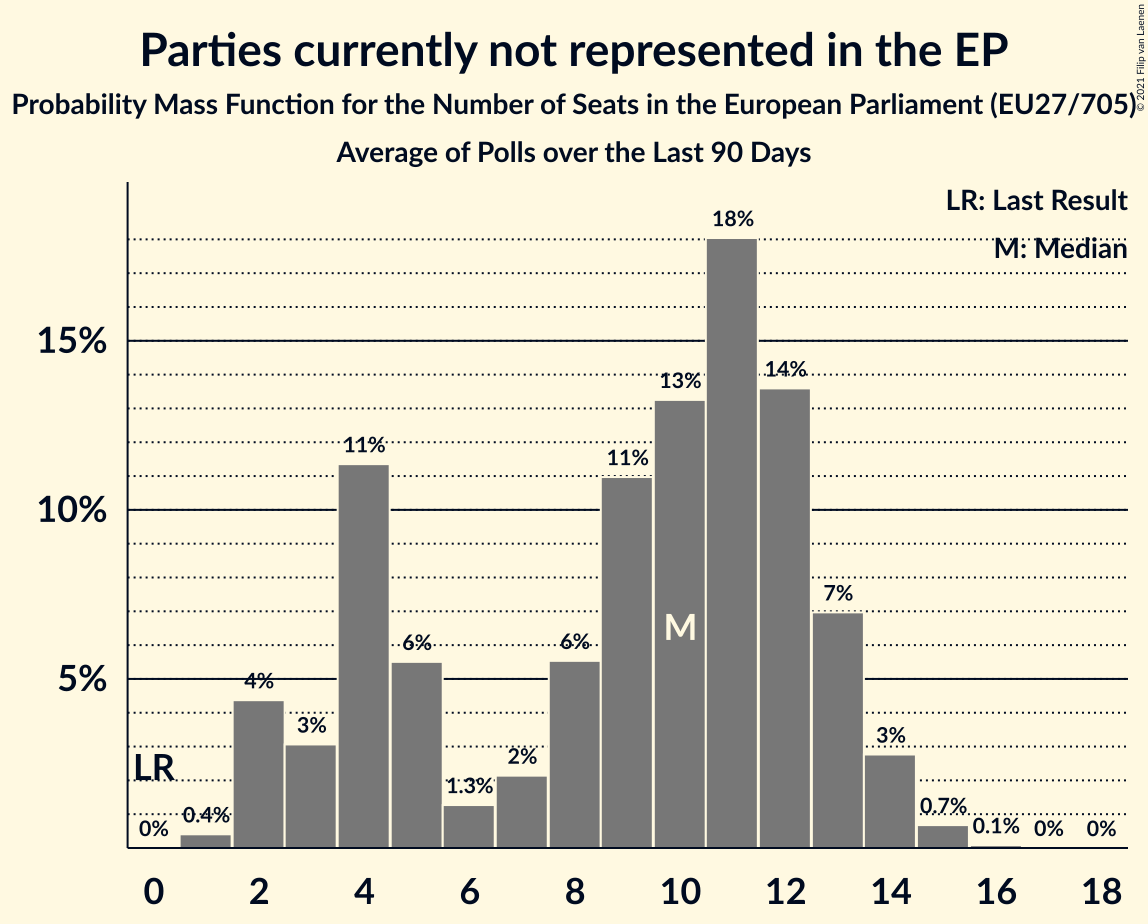 Parties currently not represented in the EP
Probability Mass Function for the Number of Seats in the European Parliament (EU27/705)
Average of Polls over the Last 90 Days
© 2021 Filip van Laenen
LR: Last Result
M: Median
18%
15%
14%
13%
11%
11%
10%
7%
6%
6%
5%
4%
3%
3%
2%
LR
1.3%
0.4%
0.7%
0.1%
0%
0%
0%
M
0 2 4 6 8 10 12 14 16 18